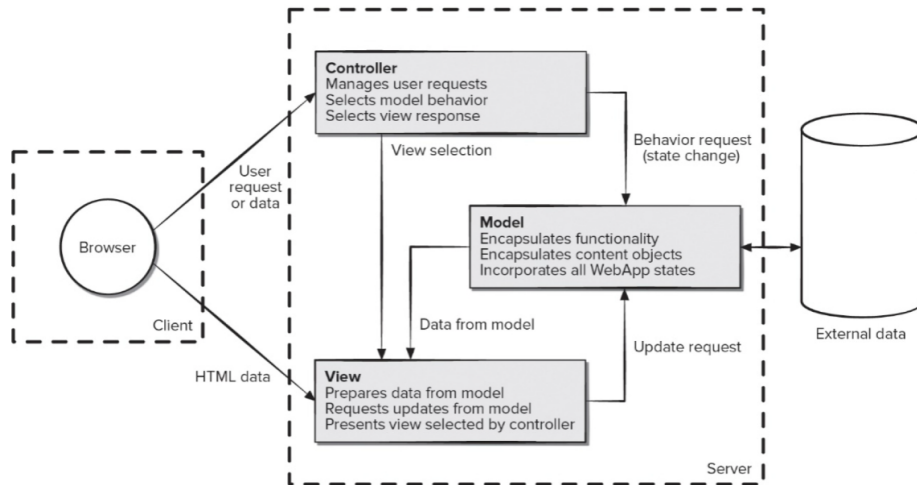 Controller
Manages user requests
Selects model behavior
Selects view response
View selection
Behavior request
(state change)
User
request
or data
Browser
Client
Model
Encapsulates functionality
Encapsulates content objects
Incorporates all WebApp states
External data
Data from model
Update request
HTML data
View
Prepares data from model
Requests updates from model
Presents view selected by controller
Server